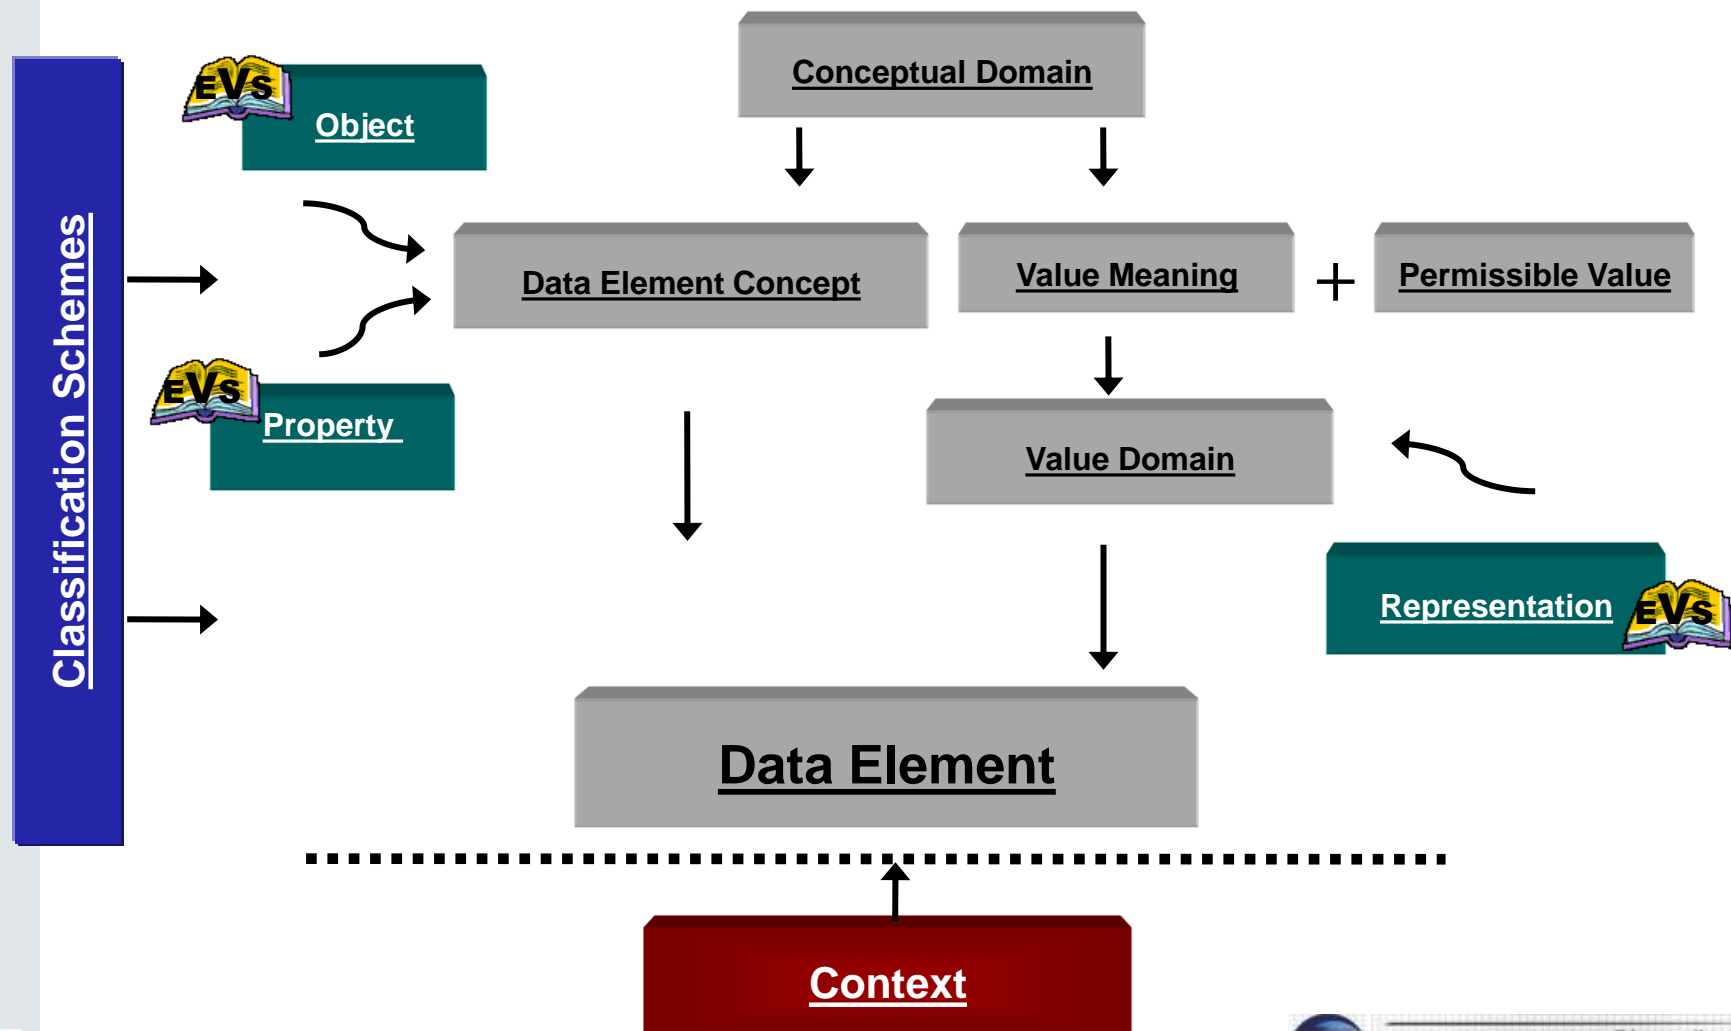 Conceptual Domain
EVS
Object
Classification Schemes
Data Element Concept
Value Meaning
+
Permissible Value
EVS
Property
Value Domain
Representation
EVS
Data Element
Context